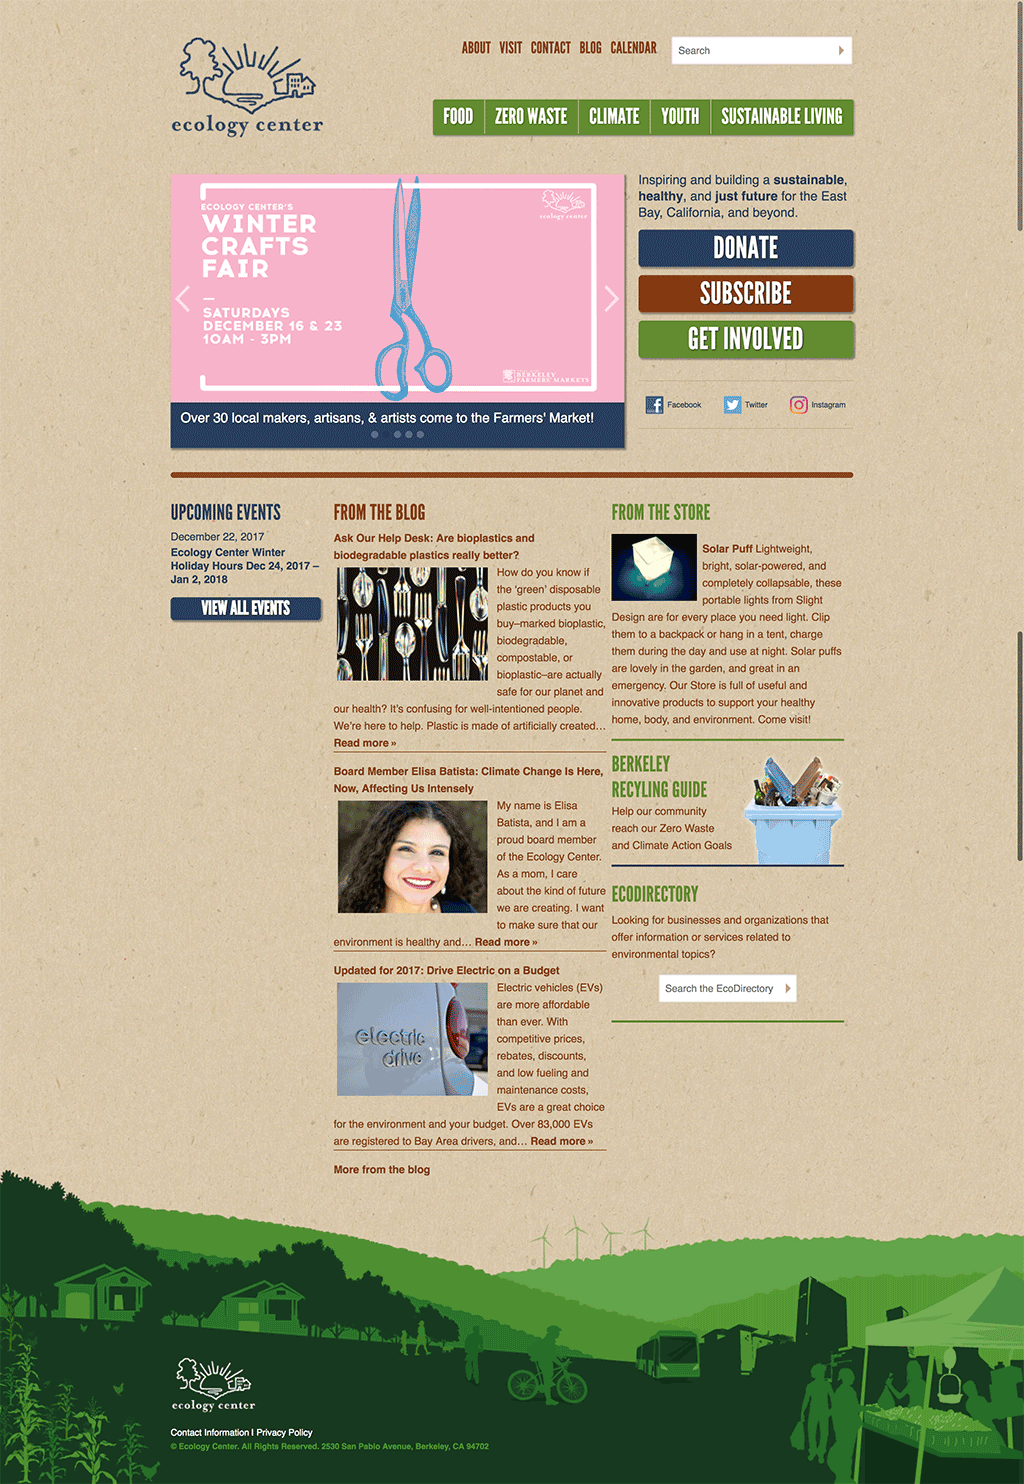 ecology center
ABOUT VISIT CONTACT BLOG CALENDAR
Search
FOOD ZERO WASTE CLIMATE YOUTH SUSTAINABLE LIVING
ECOLOGY CENTER'S
WINTER
CRAFTS
FAIR
SATURDAYS
DECEMBER 16 & 23
10AM - 3PM
ecology center
BERKELEY
FARMERS' MARKETS
Over 30 local makers, artisans, & artists come to the Farmers' Market!
Inspiring and building a sustainable,
healthy, and just future for the East
Bay, California, and beyond.
DONATE
SUBSCRIBE
GET INVOLVED
Facebook Twitter Instagram
UPCOMING EVENTS
December 22, 2017
Ecology Center Winter
Holiday Hours Dec 24, 2017 –
Jan 2, 2018
VIEW ALL EVENTS
FROM THE BLOG
Ask Our Help Desk: Are bioplastics and
biodegradable plastics really better?
How do you know if
the ‘green’ disposable
plastic products you
buy–marked bioplastic,
biodegradable,
compostable, or
bioplastic–are actually
safe for our planet and
our health? It’s confusing for well-intentioned people.
We’re here to help. Plastic is made of artificially created…
Read more »
Board Member Elisa Batista: Climate Change Is Here,
Now, Affecting Us Intensely
My name is Elisa
Batista, and I am a
proud board member
of the Ecology Center.
As a mom, I care
about the kind of future
we are creating. I want
to make sure that our
environment is healthy and… Read more »
Updated for 2017: Drive Electric on a Budget
electric
drive
Electric vehicles (EVs)
are more affordable
than ever. With
competitive prices,
rebates, discounts,
and low fueling and
maintenance costs,
EVs are a great choice
for the environment and your budget. Over 83,000 EVs
are registered to Bay Area drivers, and… Read more »
More from the blog
FROM THE STORE
Solar Puff Lightweight,
bright, solar-powered, and
completely collapsable, these
portable lights from Slight
Design are for every place you need light. Clip
them to a backpack or hang in a tent, charge
them during the day and use at night. Solar puffs
are lovely in the garden, and great in an
emergency. Our Store is full of useful and
innovative products to support your healthy
home, body, and environment. Come visit!
BERKELEY
RECYLING GUIDE
Help our community
reach our Zero Waste
and Climate Action Goals
ECODIRECTORY
Looking for businesses and organizations that
offer information or services related to
environmental topics?
Search the EcoDirectory
ecology center
Contact Information | Privacy Policy
© Ecology Center. All Rights Reserved. 2530 San Pablo Avenue, Berkeley, CA 94702